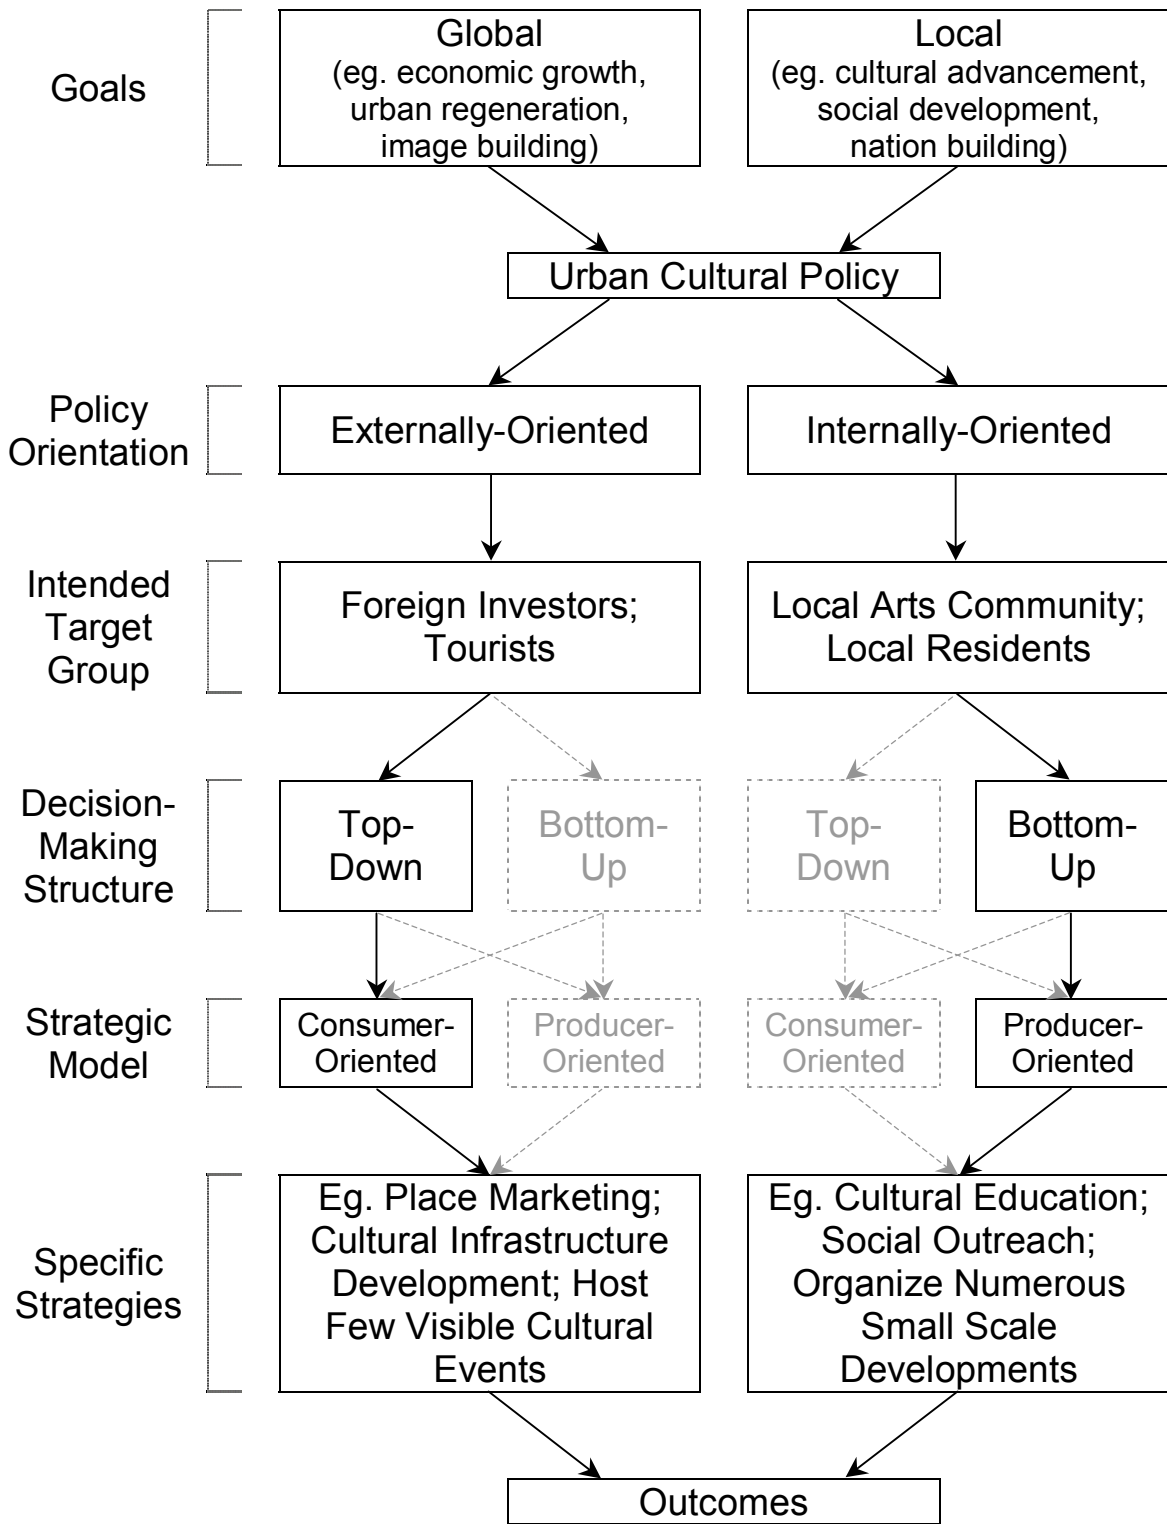 Goals
Global
(eg. economic growth,
urban regeneration,
image building)
Local
(eg. cultural advancement,
social development,
nation building)
Urban Cultural Policy
Policy
Orientation
Externally-Oriented
Internally-Oriented
Intended
Target
Group
Foreign Investors;
Tourists
Local Arts Community;
Local Residents
Decision-
Making
Structure
Top-
Down
Bottom-
Up
Top-
Down
Bottom-
Up
Strategic
Model
Consumer-
Oriented
Producer-
Oriented
Consumer-
Oriented
Producer-
Oriented
Specific
Strategies
Eg. Place Marketing;
Cultural Infrastructure
Development; Host
Few Visible Cultural
Events
Eg. Cultural Education;
Social Outreach;
Organize Numerous
Small Scale
Developments
Outcomes